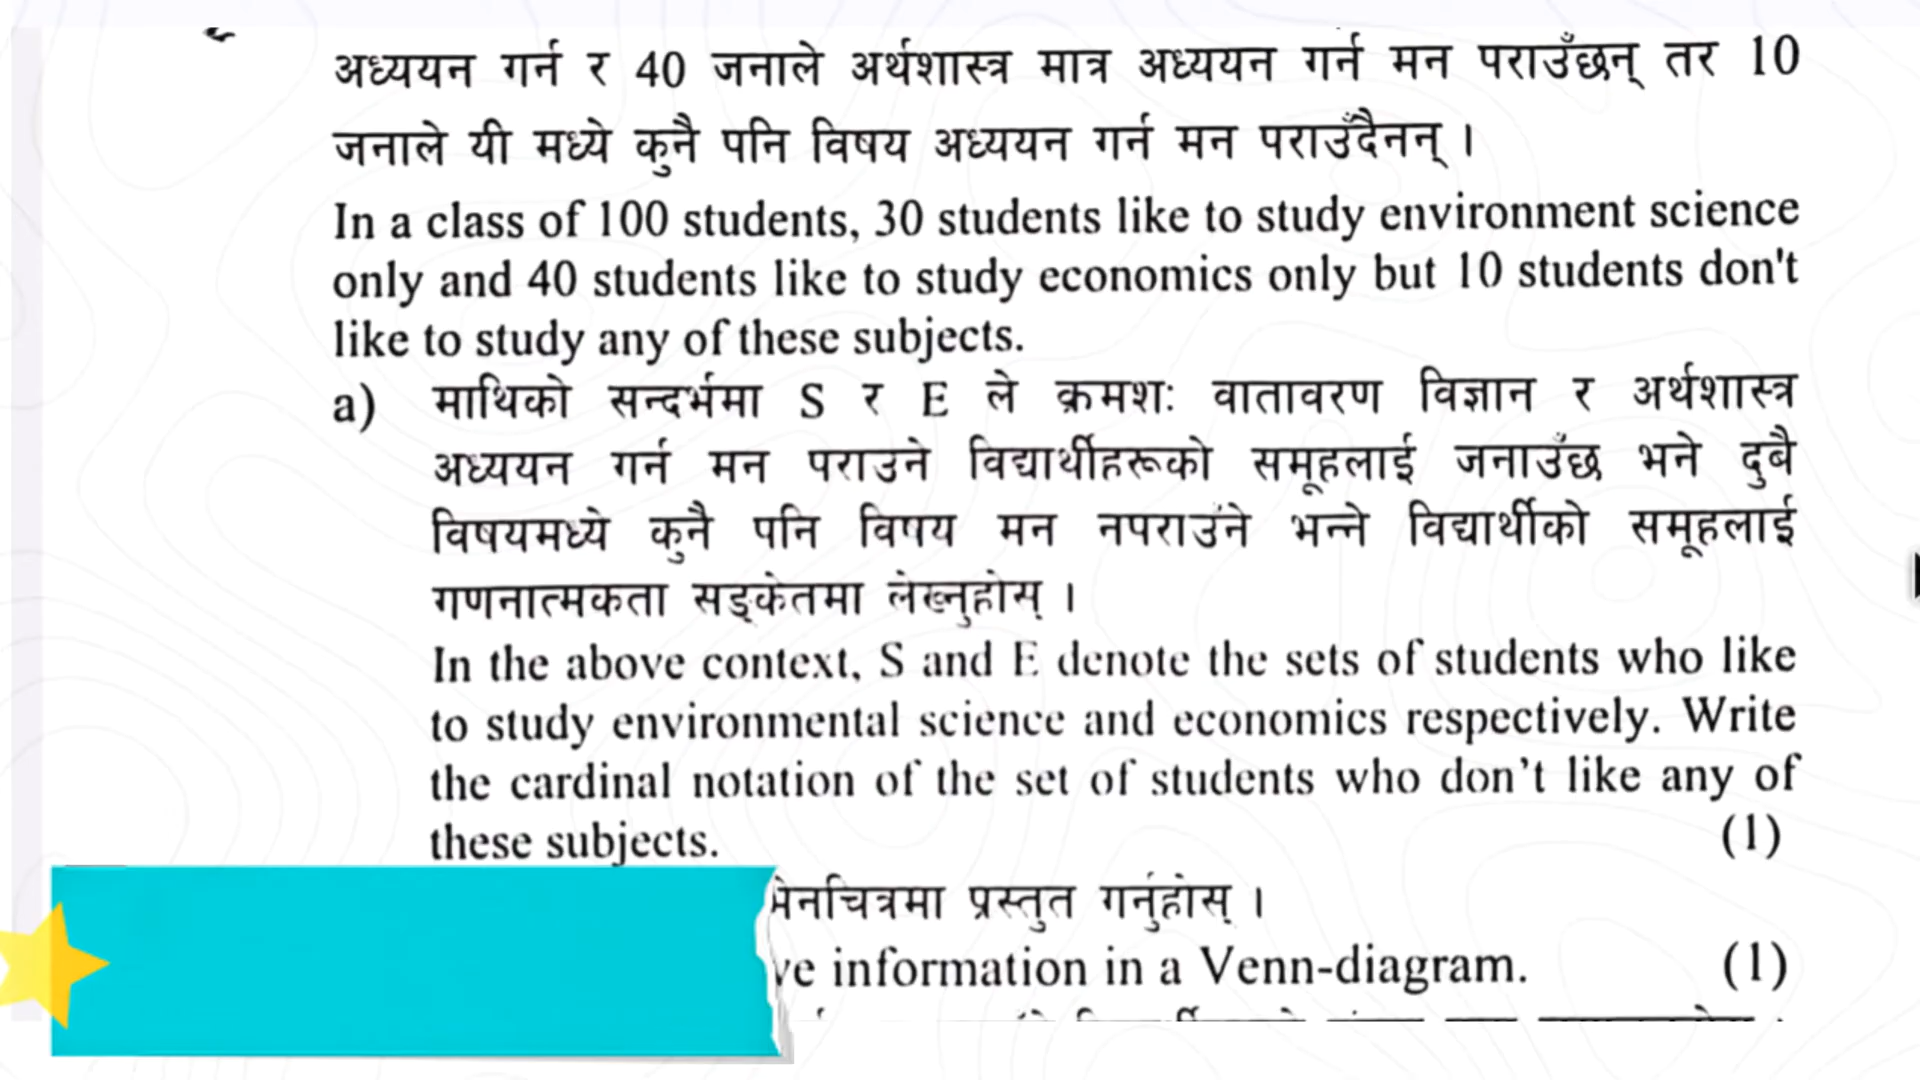 अध्ययन गर्न र 40 जनाले अर्थशास्त्र मात्र अध्ययन गर्न मन पराउँछन् तर 10
जनाले यी मध्ये कुनै पनि विषय अध्ययन गर्न मन पराउँदैनन् ।
In a class of 100 students, 30 students like to study environment science
only and 40 students like to study economics only but 10 students don't
like to study any of these subjects.
a) माथिको सन्दर्भमा S र E ले क्रमशः वातावरण विज्ञान र अर्थशास्त्र
अध्ययन गर्न मन पराउने विद्यार्थीहरूको समूहलाई जनाउँछ भने दुबै
विषयमध्ये कुनै पनि विषय मन नपराउंने भन्ने विद्यार्थीको समूहलाई
गणनात्मकता सङ्केतमा लेख्नुहोस् ।
In the above context, S and E denote the sets of students who like
to study environmental science and economics respectively. Write
the cardinal notation of the set of students who don't like any of
these subjects. (1)
प्रस्तुत गर्नुहोस् ।
information in a Venn-diagram. (1)